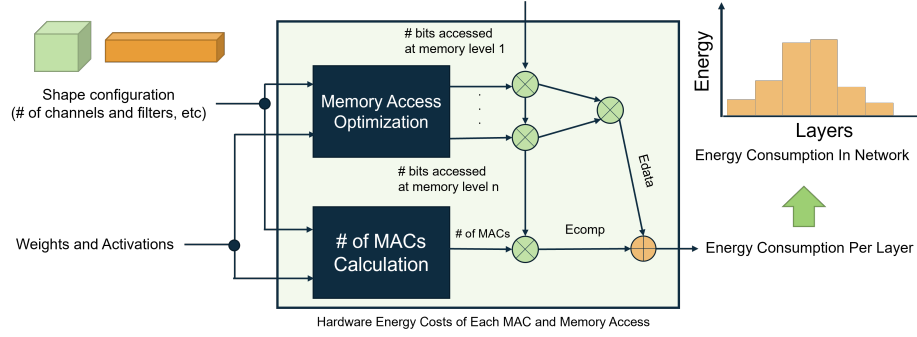 # bits accessed
at memory level 1
Shape configuration
(# of channels and filters, etc)
Memory Access
Optimization
.
.
.
# bits accessed
at memory level n
Weights and Activations
# of MACs
Calculation
# of MACs
Ecomp
Edata
Hardware Energy Costs of Each MAC and Memory Access
Energy
Layers
Energy Consumption In Network
Energy Consumption Per Layer